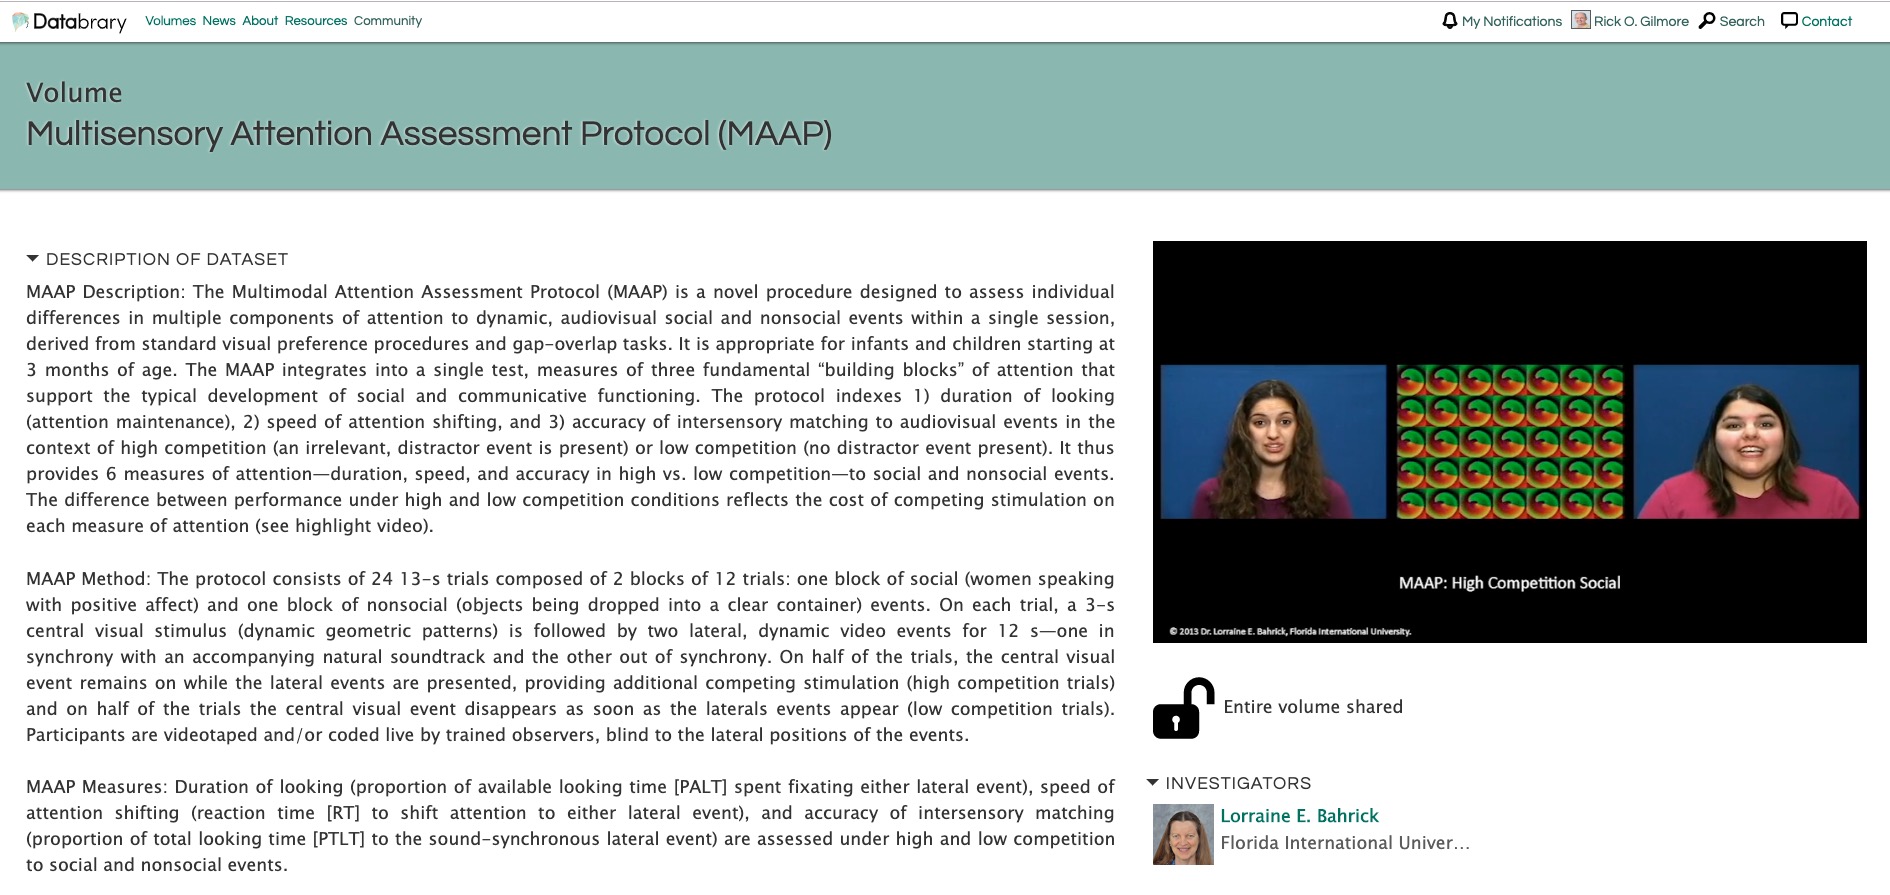 Databrary Volumes News About Resources Community My Notifications Rick O. Gilmore Search Contact
Volume
Multisensory Attention Assessment Protocol (MAAP)
DESCRIPTION OF DATASET
MAAP Description: The Multimodal Attention Assessment Protocol (MAAP) is a novel procedure designed to assess individual
differences in multiple components of attention to dynamic, audiovisual social and nonsocial events within a single session,
derived from standard visual preference procedures and gap-overlap tasks. It is appropriate for infants and children starting at
3 months of age. The MAAP integrates into a single test, measures of three fundamental “building blocks” of attention that
support the typical development of social and communicative functioning. The protocol indexes 1) duration of looking
(attention maintenance), 2) speed of attention shifting, and 3) accuracy of intersensory matching to audiovisual events in the
context of high competition (an irrelevant, distractor event is present) or low competition (no distractor event present). It thus
provides 6 measures of attention—duration, speed, and accuracy in high vs. low competition—to social and nonsocial events.
The difference between performance under high and low competition conditions reflects the cost of competing stimulation on
each measure of attention (see highlight video).
MAAP Method: The protocol consists of 24 13-s trials composed of 2 blocks of 12 trials: one block of social (women speaking
with positive affect) and one block of nonsocial (objects being dropped into a clear container) events. On each trial, a 3-s
central visual stimulus (dynamic geometric patterns) is followed by two lateral, dynamic video events for 12 s—one in
synchrony with an accompanying natural soundtrack and the other out of synchrony. On half of the trials, the central visual
event remains on while the lateral events are presented, providing additional competing stimulation (high competition trials)
and on half of the trials the central visual event disappears as soon as the laterals events appear (low competition trials).
Participants are videotaped and/or coded live by trained observers, blind to the lateral positions of the events.
MAAP Measures: Duration of looking (proportion of available looking time [PALT] spent fixating either lateral event), speed of
attention shifting (reaction time [RT] to shift attention to either lateral event), and accuracy of intersensory matching
(proportion of total looking time [PTLT] to the sound-synchronous lateral event) are assessed under high and low competition
to social and nonsocial events.
MAAP: High Competition Social
© 2013 Dr. Lorraine E. Bahrick, Florida International University.
Entire volume shared
INVESTIGATORS
Lorraine E. Bahrick
Florida International Univer...